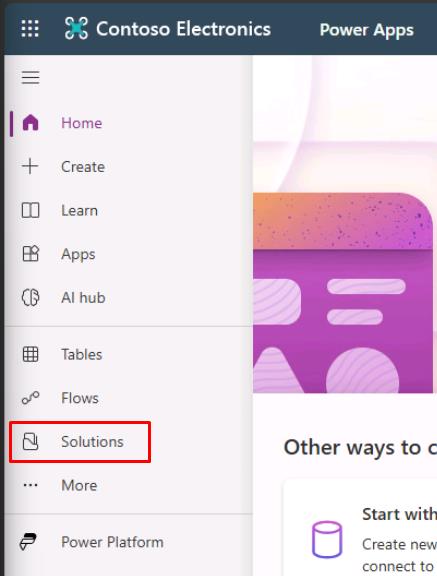 Contoso Electronics
Power Apps
Home
Create
Learn
Apps
AI hub
Tables
Flows
Solutions
More
Power Platform
Other ways to c
Start with
Create new
connect to